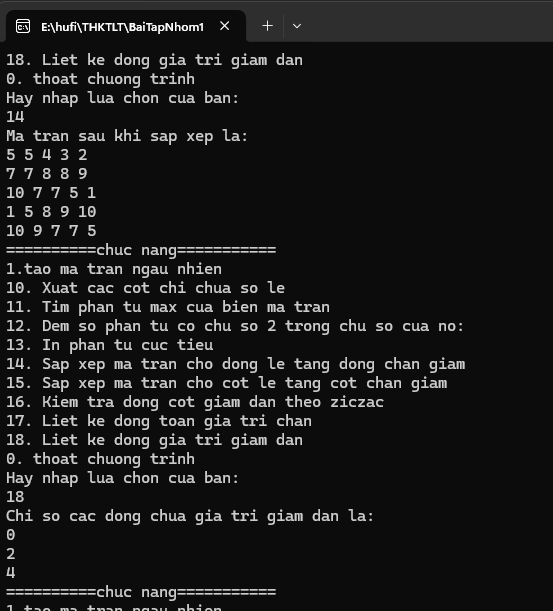 E:\hufi\THKTLT\BaiTapNhom1
18. Liet ke dong gia tri giam dan
0. thoat chuong trinh
Hay nhap lua chon cua ban:
14
Ma tran sau khi sap xep la:
5 5 4 3 2
7 7 8 8 9
10 7 7 5 1
1 5 8 9 10
10 9 7 7 5
==========chuc nang===========
1.tao ma tran ngau nhien
10. Xuat cac cot chi chua so le
11. Tim phan tu max cua bien ma tran
12. Dem so phan tu co chu so 2 trong chu so cua no:
13. In phan tu cuc tieu
14. Sap xep ma tran cho dong le tang dong chan giam
15. Sap xep ma tran cho cot le tang cot chan giam
16. Kiem tra dong cot giam dan theo ziczac
17. Liet ke dong toan gia tri chan
18. Liet ke dong gia tri giam dan
0. thoat chuong trinh
Hay nhap lua chon cua ban:
18
Chi so cac dong chua gia tri giam dan la:
0
2
4
==========chuc nang===========
1.tao ma tran ngau nhien